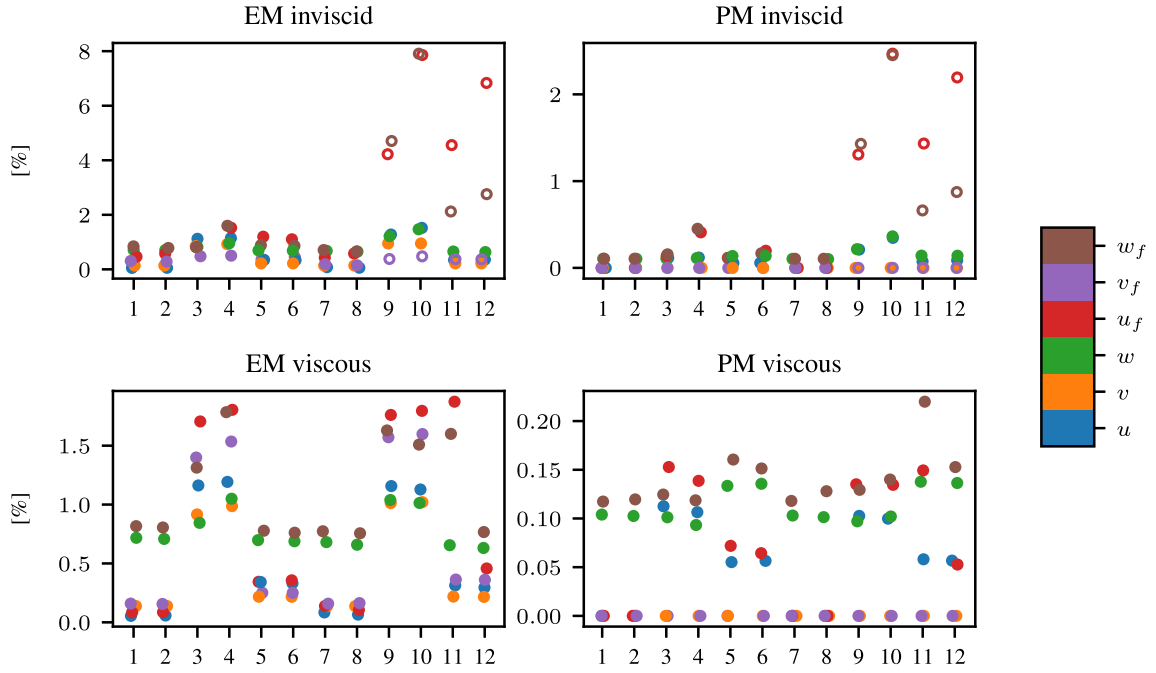 EM inviscid
PM inviscid
[%]
8
6
4
2
0
1 2 3 4 5 6 7 8 9 10 11 12
2
1
0
1 2 3 4 5 6 7 8 9 10 11 12
EM viscous
PM viscous
[%]
1.5
1.0
0.5
0.0
1 2 3 4 5 6 7 8 9 10 11 12
0.20
0.15
0.10
0.05
0.00
1 2 3 4 5 6 7 8 9 10 11 12
w_f
v_f
u_f
w
v
u